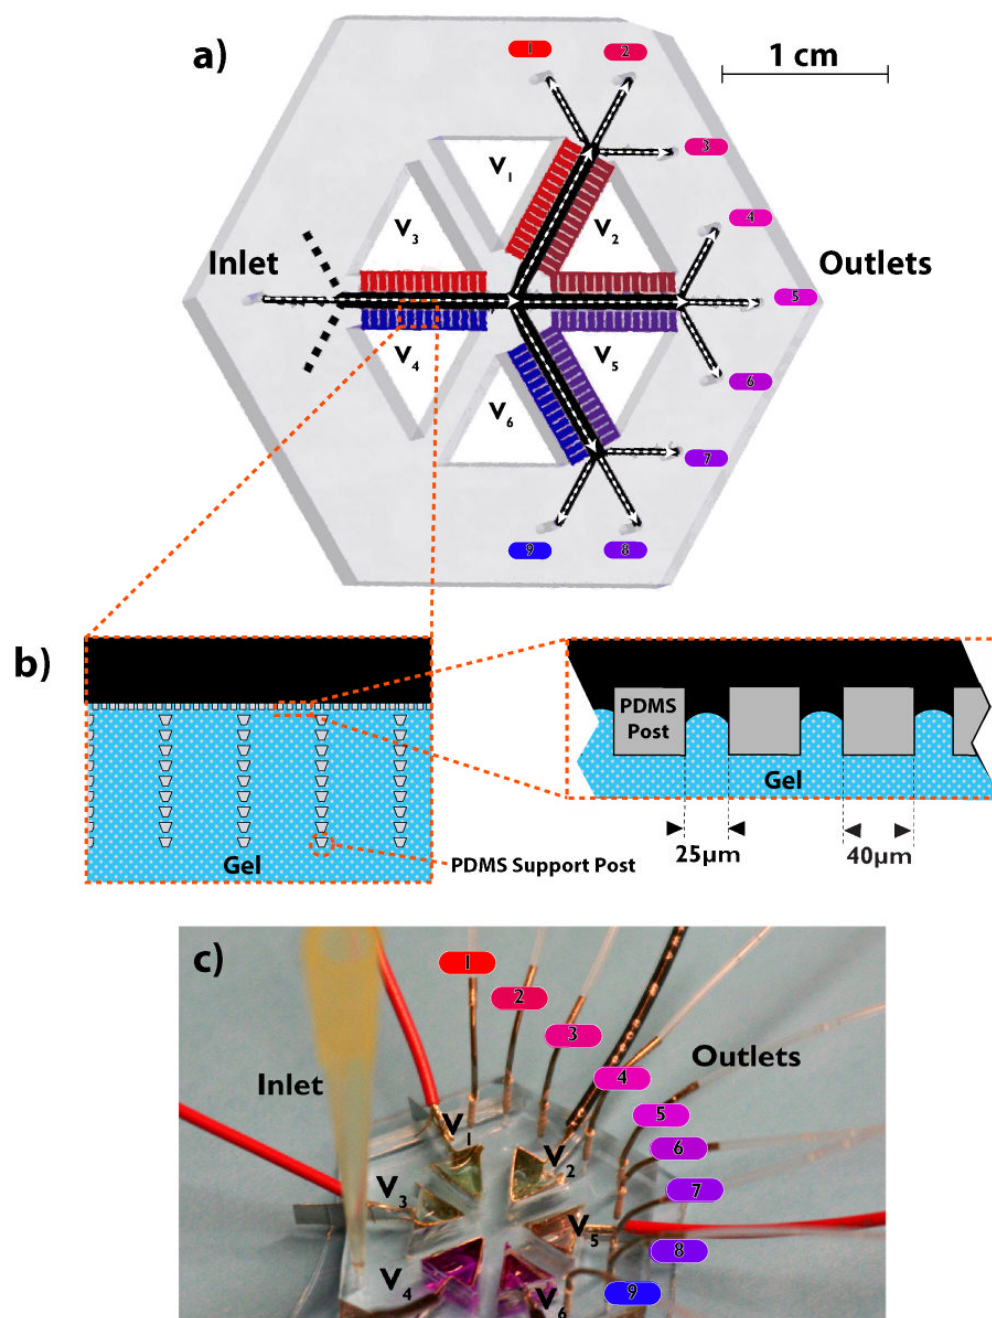 a)
1 cm
1
2
3
4
5
6
7
8
9
V1
V2
V3
V4
V5
V6
Inlet
Outlets
b)
Gel
PDMS Support Post
PDMS
Post
Gel
25μm
40μm
c)
Inlet
Outlets
1
2
3
4
5
6
7
8
9
V1
V2
V3
V4
V5
V6